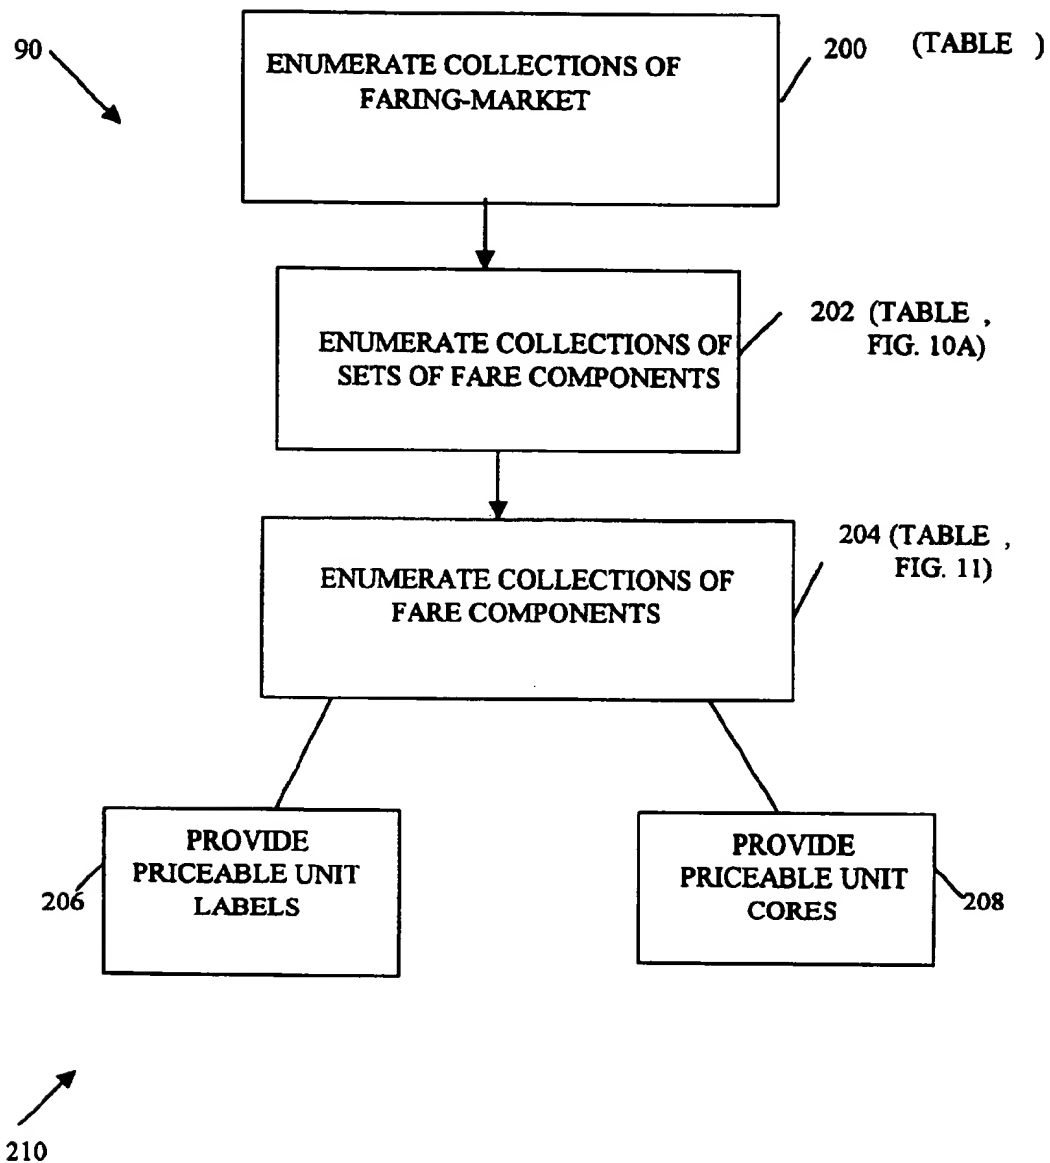 90
ENUMERATE COLLECTIONS OF
FARING-MARKET
200 (TABLE )
ENUMERATE COLLECTIONS OF
SETS OF FARE COMPONENTS
202 (TABLE ,
FIG. 10A)
ENUMERATE COLLECTIONS OF
FARE COMPONENTS
204 (TABLE ,
FIG. 11)
PROVIDE
PRICEABLE UNIT
LABELS
206
PROVIDE
PRICEABLE UNIT
CORES
208
210